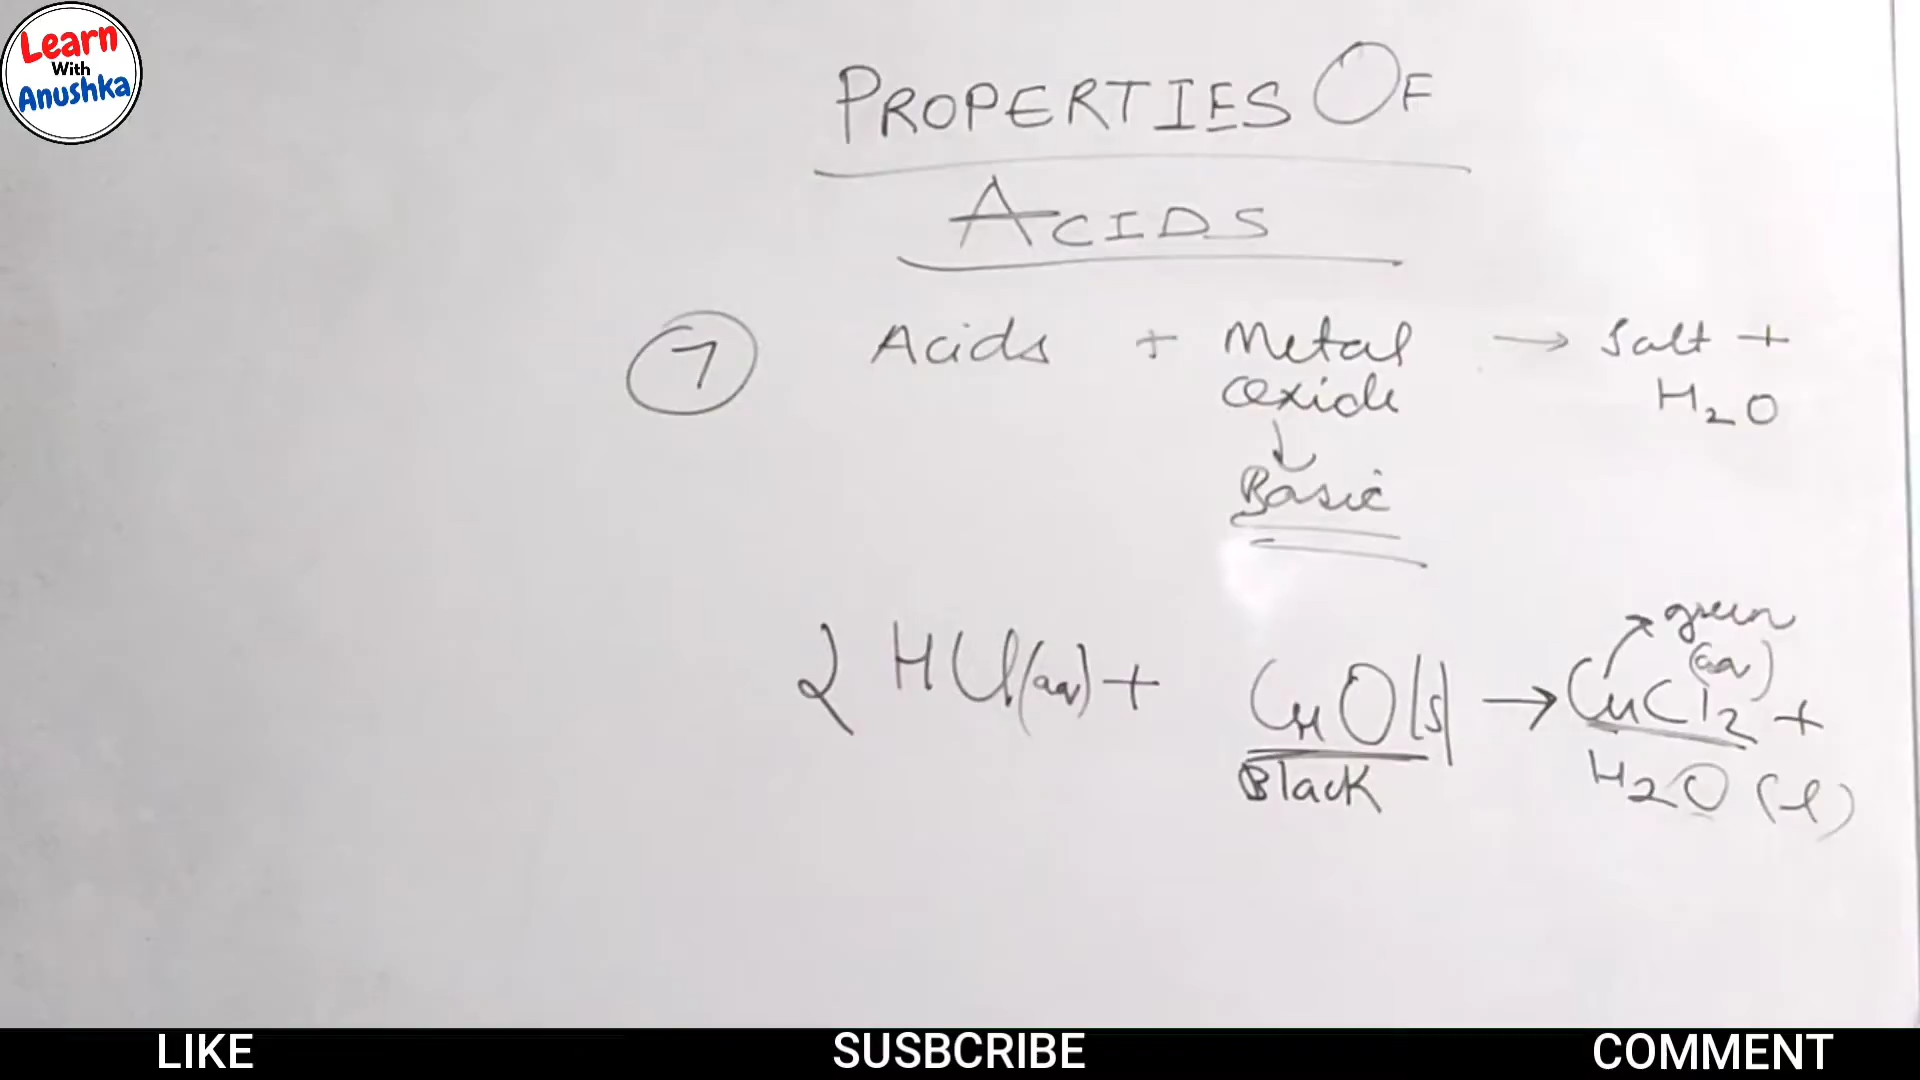 Learn
With
Anushka
PROPERTIES OF
ACIDS
7 Acids + Metal oxide → Salt + H₂O
↓
Basic
2 HCl(aq) + CuO(s) → CuCl₂(aq) + H₂O (l)
Black
green
LIKE
SUSBCRIBE
COMMENT